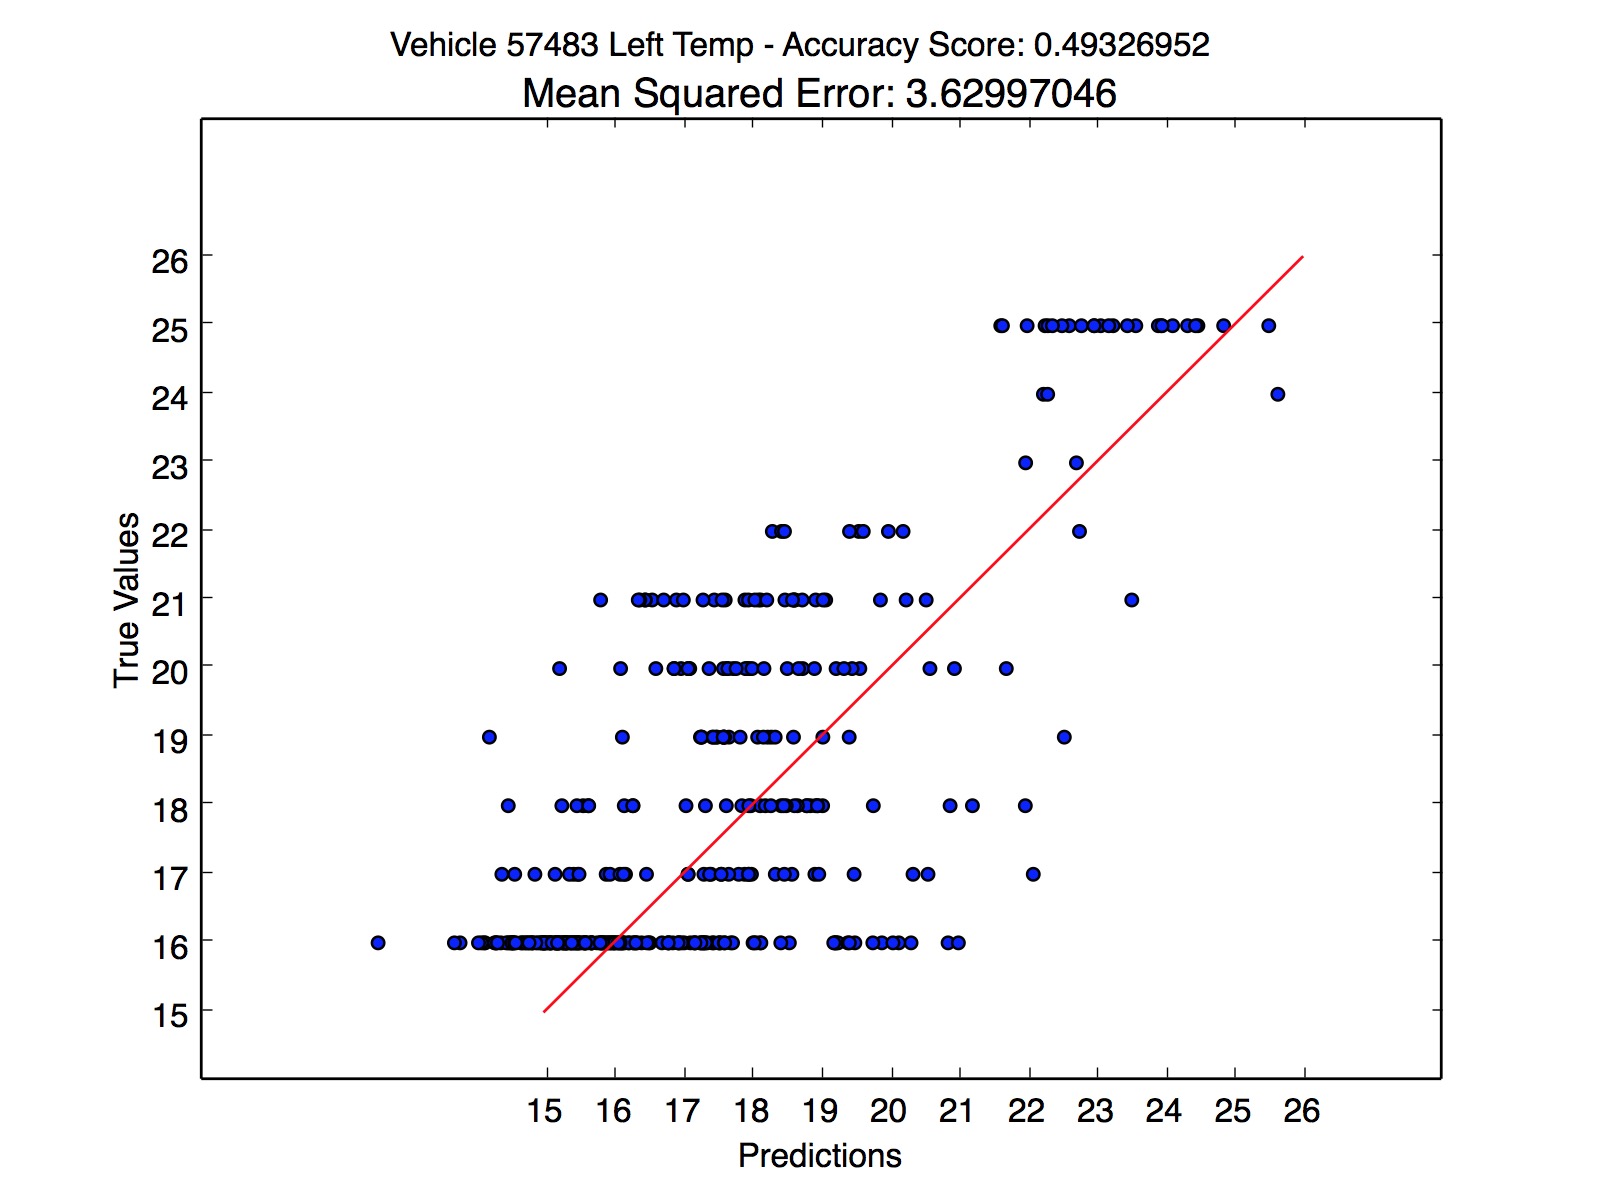 Vehicle 57483 Left Temp - Accuracy Score: 0.49326952
Mean Squared Error: 3.62997046
26
25
24
23
22
21
20
19
18
17
16
15
True Values
15 16 17 18 19 20 21 22 23 24 25 26
Predictions